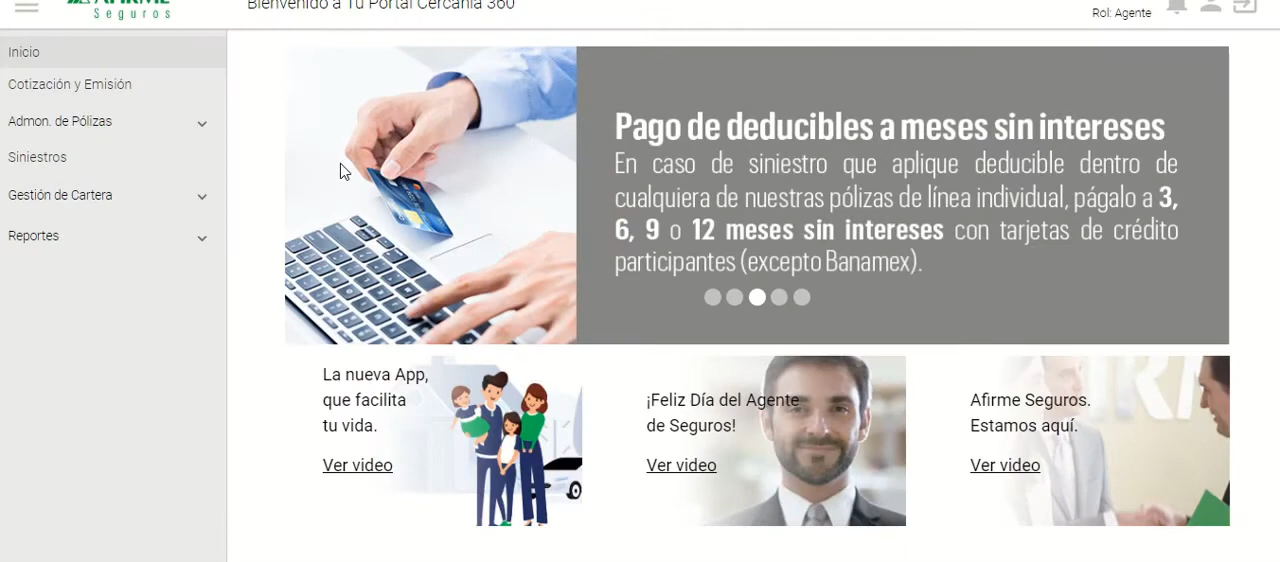 AFIRME
Seguros
Bienvenido a Tu Portal Cercanía 360
Rol: Agente
Inicio
Cotización y Emisión
Admon. de Pólizas
Siniestros
Gestión de Cartera
Reportes
Pago de deducibles a meses sin intereses
En caso de siniestro que aplique deducible dentro de
cualquiera de nuestras pólizas de línea individual, págalo a 3,
6, 9 o 12 meses sin intereses con tarjetas de crédito
participantes (excepto Banamex).
La nueva App,
que facilita
tu vida.
Ver video
¡Feliz Día del Agente
de Seguros!
Ver video
Afirme Seguros.
Estamos aquí.
Ver video